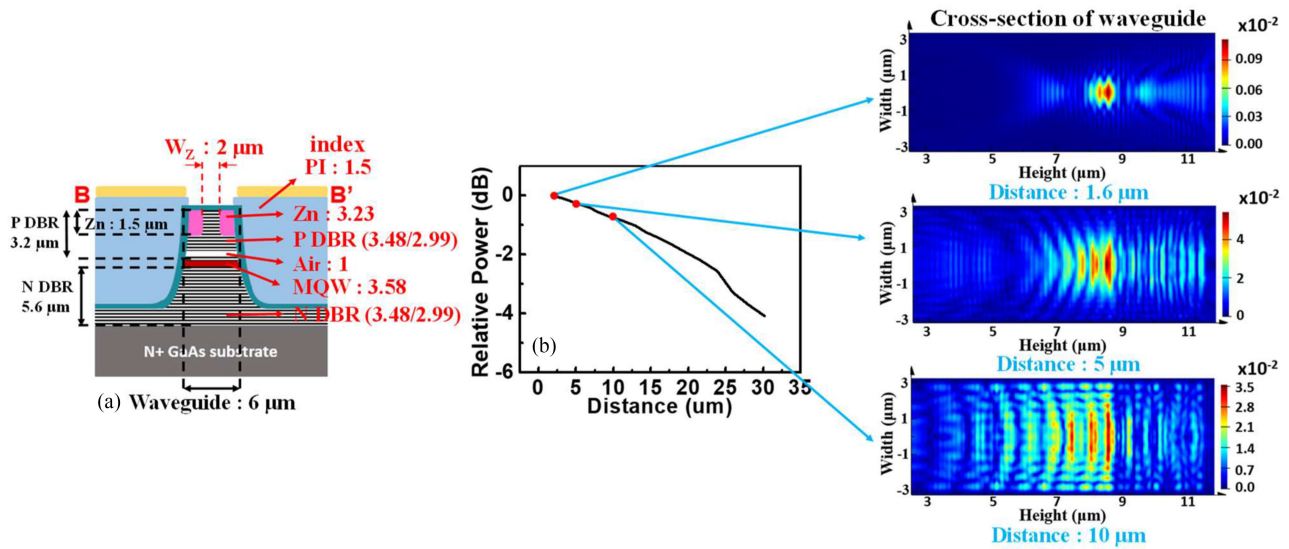 W_Z : 2 µm
index
PI : 1.5
B
B'
Zn : 1.5 µm
Zn : 3.23
P DBR
3.2 µm
P DBR (3.48/2.99)
Air : 1
MQW : 3.58
N DBR
5.6 µm
N DBR (3.48/2.99)
N+ GaAs substrate
(a)
Waveguide : 6 µm
Relative Power (dB)
0
-2
-4
-6
(b)
0 5 10 15 20 25 30 35
Distance (um)
Cross-section of waveguide
x10⁻²
Width (µm)
3
1
-1
-3
3 5 7 9 11
Height (µm)
0.09
0.06
0.03
0.00
Distance : 1.6 µm
x10⁻²
Width (µm)
3
1
-1
-3
3 5 7 9 11
Height (µm)
4
2
0
Distance : 5 µm
x10⁻²
Width (µm)
3
1
-1
-3
3 5 7 9 11
Height (µm)
3.5
2.8
2.1
1.4
0.7
0.0
Distance : 10 µm